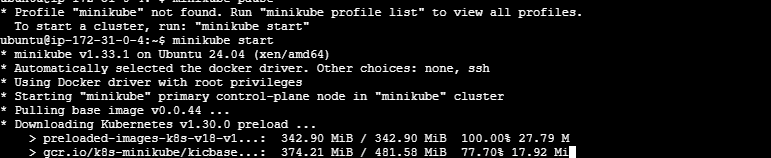 * Profile "minikube" not found. Run "minikube profile list" to view all profiles.
  To start a cluster, run: "minikube start"
ubuntu@ip-172-31-0-4:~$ minikube start
* minikube v1.33.1 on Ubuntu 24.04 (xen/amd64)
* Automatically selected the docker driver. Other choices: none, ssh
* Using Docker driver with root privileges
* Starting "minikube" primary control-plane node in "minikube" cluster
* Pulling base image v0.0.44 ...
* Downloading Kubernetes v1.30.0 preload ...
    > preloaded-images-k8s-v18-v1...:  342.90 MiB / 342.90 MiB  100.00% 27.79 M
    > gcr.io/k8s-minikube/kicbase...:  374.21 MiB / 481.58 MiB  77.70% 17.92 Mi